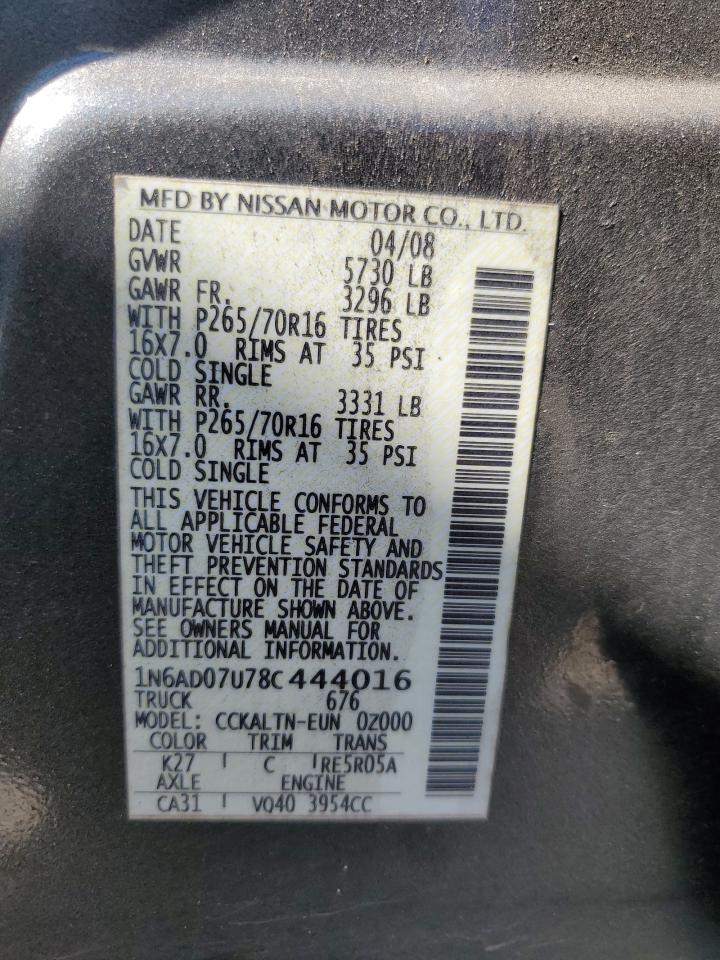 MFD BY NISSAN MOTOR CO., LTD.
DATE 04/08
GVWR 5730 LB
GAWR FR. 3296 LB
WITH P265/70R16 TIRES
16X7.0 RIMS AT 35 PSI
COLD SINGLE
GAWR RR. 3331 LB
WITH P265/70R16 TIRES
16X7.0 RIMS AT 35 PSI
COLD SINGLE
THIS VEHICLE CONFORMS TO
ALL APPLICABLE FEDERAL
MOTOR VEHICLE SAFETY AND
THEFT PREVENTION STANDARDS
IN EFFECT ON THE DATE OF
MANUFACTURE SHOWN ABOVE.
SEE OWNERS MANUAL FOR
ADDITIONAL INFORMATION.
1N6AD07U78C444016
TRUCK 676
MODEL: CCKALTN-EUN 0Z000
COLOR TRIM TRANS
K27 C RE5R05A
AXLE ENGINE
CA31 VQ40 3954CC